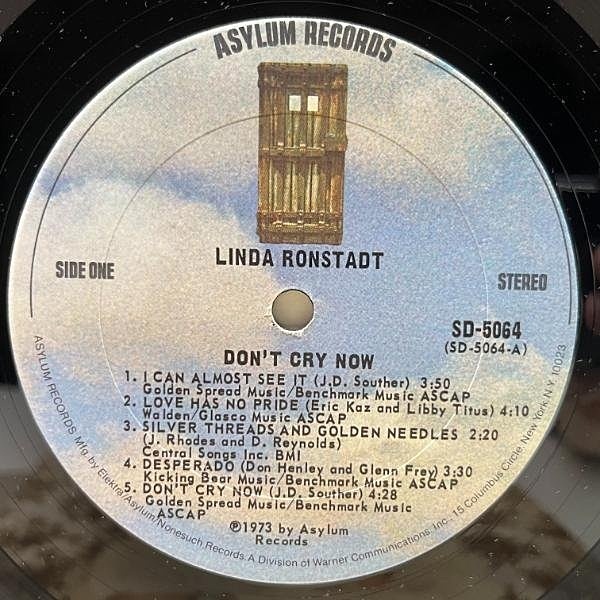 ASYLUM RECORDS
LINDA RONSTADT
SIDE ONE
STEREO
SD-5064
(SD-5064-A)
DON'T CRY NOW
1. I CAN ALMOST SEE IT (J.D. Souther) 3:50
Golden Spread Music/Benchmark Music ASCAP
2. LOVE HAS NO PRIDE (Eric Kaz and Libby Titus) 4:10
Walden/Glasco Music ASCAP
3. SILVER THREADS AND GOLDEN NEEDLES 2:20
(J. Rhodes and D. Reynolds)
Central Songs Inc. BMI
4. DESPERADO (Don Henley and Glenn Frey) 3:30
Kicking Bear Music/Benchmark Music ASCAP
5. DON'T CRY NOW (J.D. Souther) 4:28
Golden Spread Music/Benchmark Music
ASCAP
℗1973 by Asylum
Records
ASYLUM RECORDS Mfg. by Elektra/Asylum/Nonesuch Records. A Division of Warner Communications, Inc., 15 Columbus Circle, New York, N.Y. 10023